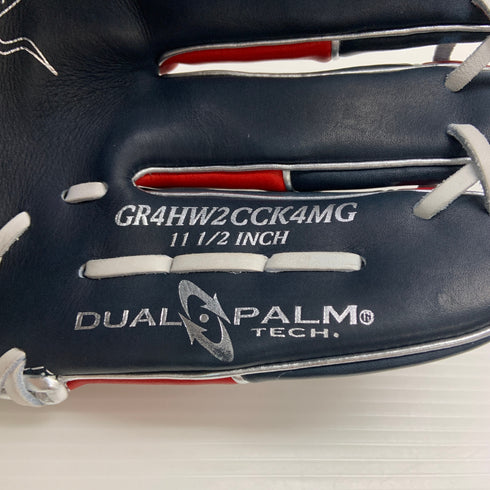 GR4HW2CCK4MG
11 1/2 INCH
DUAL PALM®
TECH.®